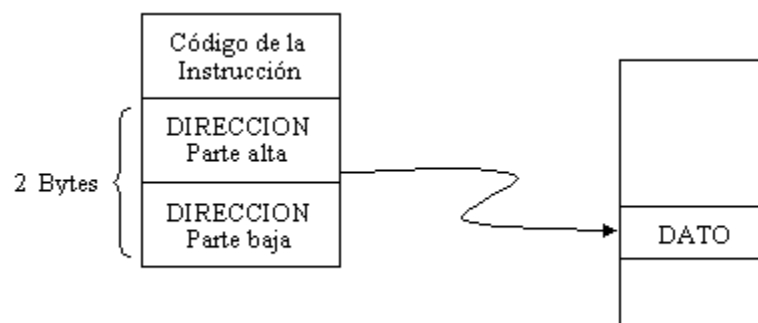 Código de la
Instrucción
DIRECCION
Parte alta
2 Bytes
DIRECCION
Parte baja
DATO